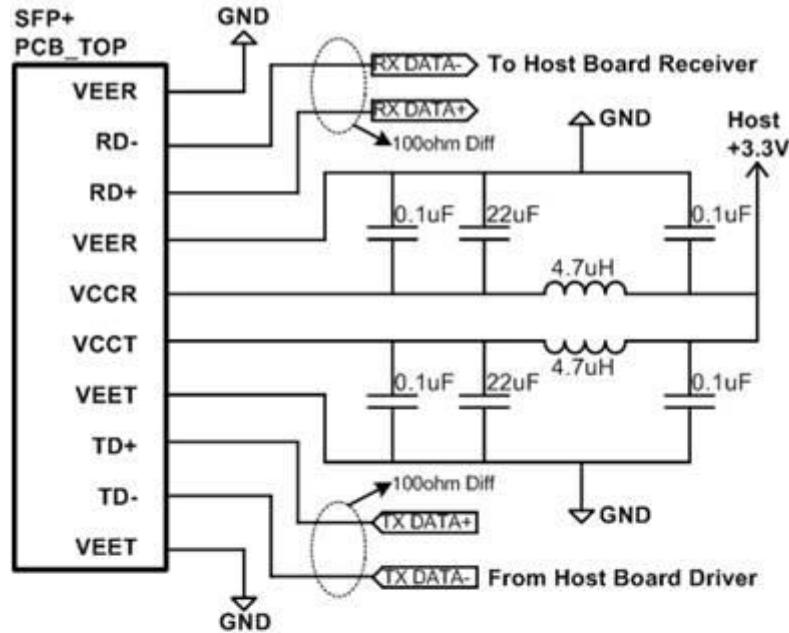 SFP+
PCB_TOP
GND
VEER
RD-
RD+
VEER
VCCR
VCCT
VEET
TD+
TD-
VEET
GND
RX DATA-
To Host Board Receiver
RX DATA+
100ohm Diff
GND
Host
+3.3V
0.1uF
22uF
0.1uF
4.7uH
4.7uH
0.1uF
22uF
0.1uF
100ohm Diff
TX DATA+
GND
TX DATA-
From Host Board Driver